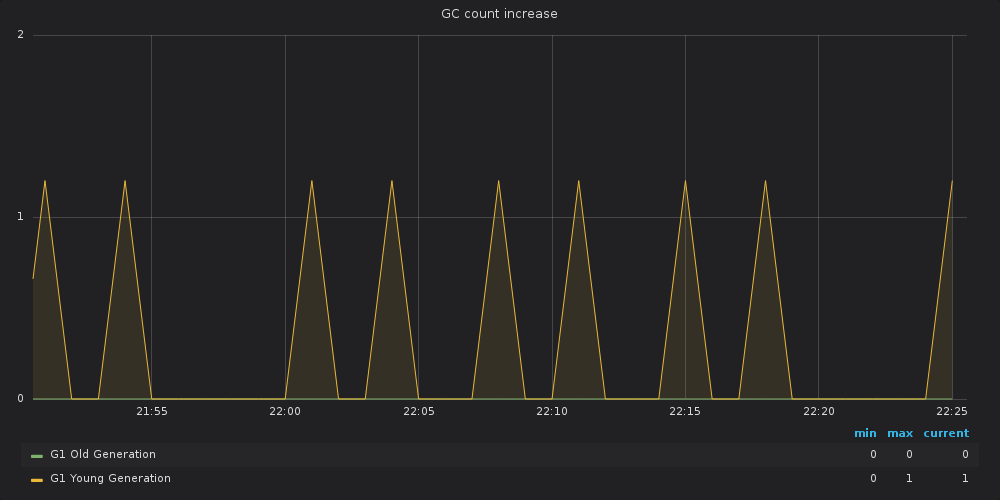 GC count increase
2
1
0
21:55 22:00 22:05 22:10 22:15 22:20 22:25
min max current
G1 Old Generation 0 0 0
G1 Young Generation 0 1 1